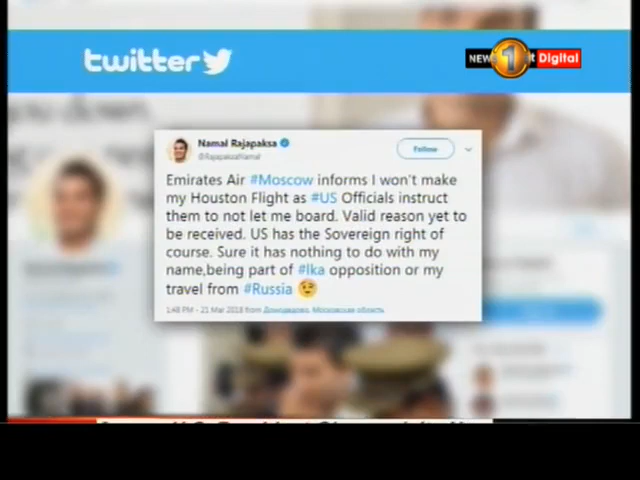 twitter
NEWS 1st Digital
Namal Rajapaksa
@RajapaksaNamal
Follow
Emirates Air #Moscow informs I won't make
my Houston Flight as #US Officials instruct
them to not let me board. Valid reason yet to
be received. US has the Sovereign right of
course. Sure it has nothing to do with my
name,being part of #lka opposition or my
travel from #Russia
1:48 PM - 21 Mar 2018 from Домодедово, Московская область